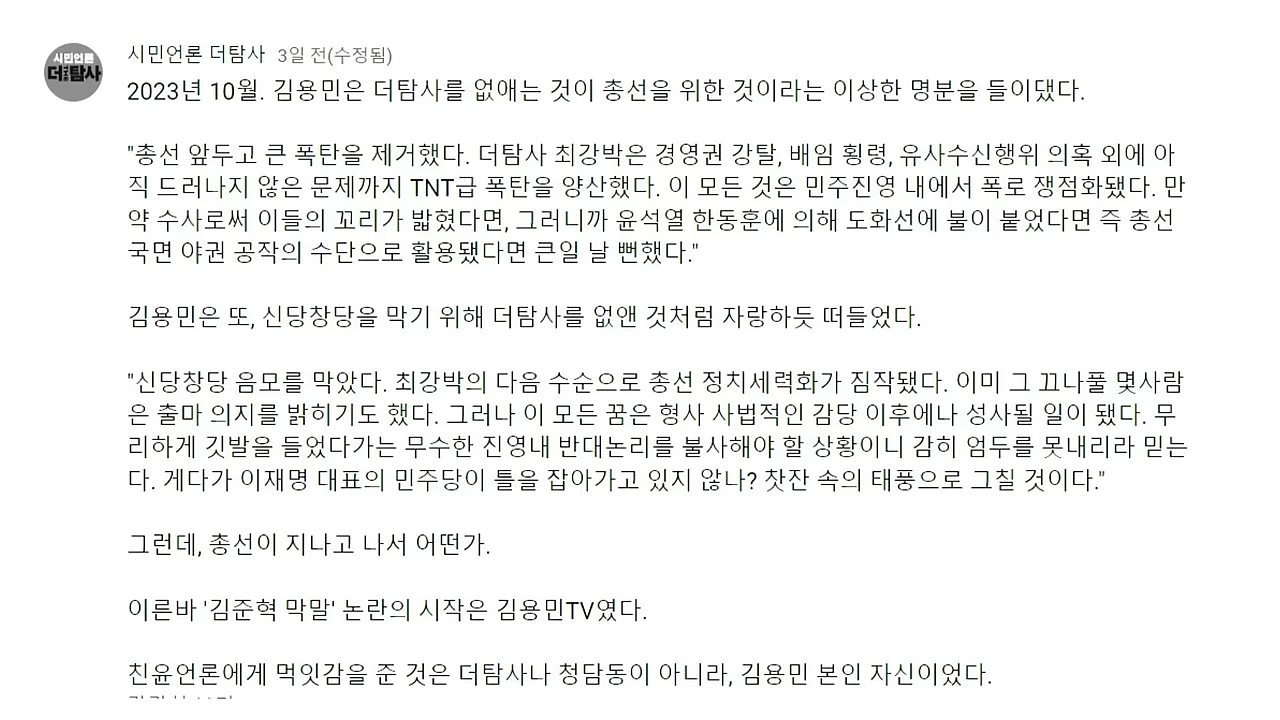 시민언론
더탐사
시민언론 더탐사 3일 전(수정됨)
2023년 10월. 김용민은 더탐사를 없애는 것이 총선을 위한 것이라는 이상한 명분을 들이댔다.
"총선 앞두고 큰 폭탄을 제거했다. 더탐사 최강박은 경영권 강탈, 배임 횡령, 유사수신행위 의혹 외에 아
직 드러나지 않은 문제까지 TNT급 폭탄을 양산했다. 이 모든 것은 민주진영 내에서 폭로 쟁점화됐다. 만
약 수사로써 이들의 꼬리가 밟혔다면, 그러니까 윤석열 한동훈에 의해 도화선에 불이 붙었다면 즉 총선
국면 야권 공작의 수단으로 활용됐다면 큰일 날 뻔했다."
김용민은 또, 신당창당을 막기 위해 더탐사를 없앤 것처럼 자랑하듯 떠들었다.
"신당창당 음모를 막았다. 최강박의 다음 수순으로 총선 정치세력화가 짐작됐다. 이미 그 끄나풀 몇사람
은 출마 의지를 밝히기도 했다. 그러나 이 모든 꿈은 형사 사법적인 감당 이후에나 성사될 일이 됐다. 무
리하게 깃발을 들었다가는 무수한 진영내 반대논리를 불사해야 할 상황이니 감히 엄두를 못내리라 믿는
다. 게다가 이재명 대표의 민주당이 틀을 잡아가고 있지 않나? 찻잔 속의 태풍으로 그칠 것이다."
그런데, 총선이 지나고 나서 어떤가.
이른바 '김준혁 막말' 논란의 시작은 김용민TV였다.
친윤언론에게 먹잇감을 준 것은 더탐사나 청담동이 아니라, 김용민 본인 자신이었다.